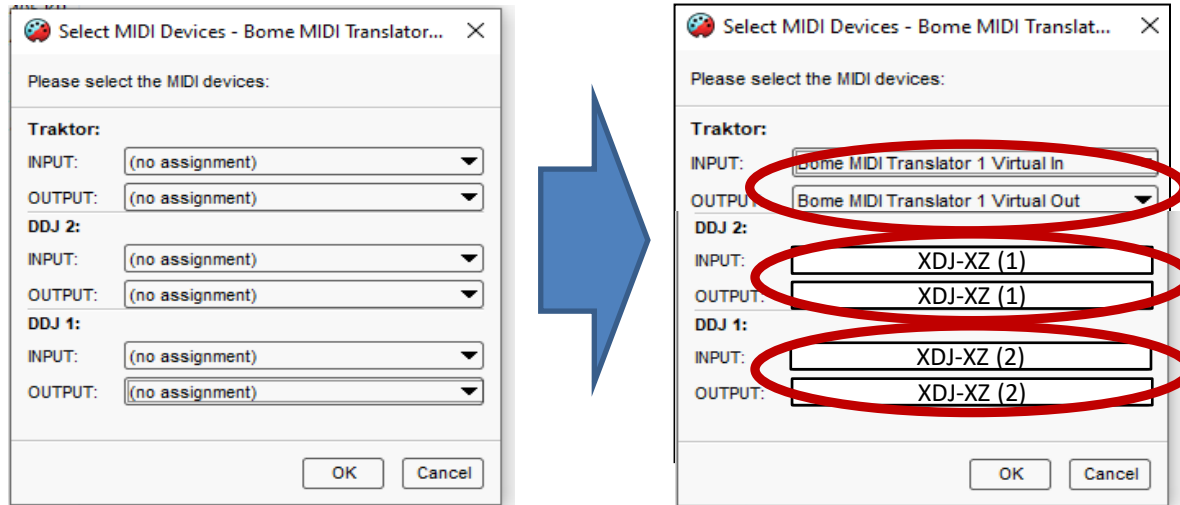 Select MIDI Devices - Bome MIDI Translator...
Please select the MIDI devices:
Traktor:
INPUT: (no assignment)
OUTPUT: (no assignment)
DDJ 2:
INPUT: (no assignment)
OUTPUT: (no assignment)
DDJ 1:
INPUT: (no assignment)
OUTPUT: (no assignment)
OK Cancel
Select MIDI Devices - Bome MIDI Translat...
Please select the MIDI devices:
Traktor:
INPUT: Bome MIDI Translator 1 Virtual In
OUTPUT Bome MIDI Translator 1 Virtual Out
DDJ 2:
INPUT: XDJ-XZ (1)
OUTPUT: XDJ-XZ (1)
DDJ 1:
INPUT: XDJ-XZ (2)
OUTPUT: XDJ-XZ (2)
OK Cancel